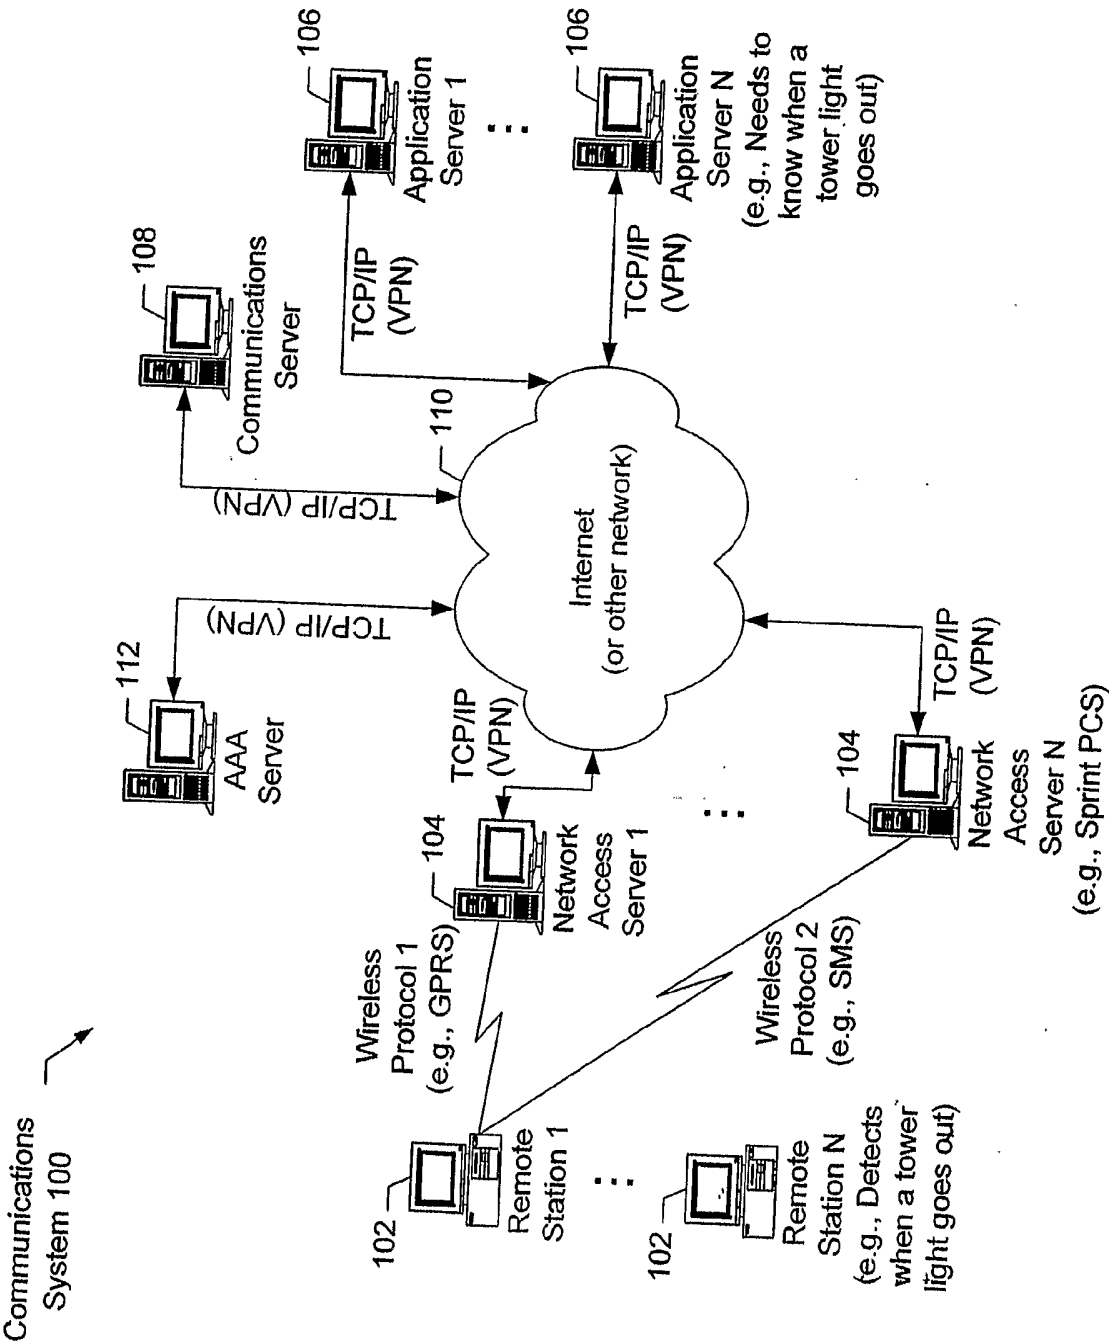 Communications
System 100
102
Remote
Station 1
102
Remote
Station N
(e.g., Detects
when a tower
light goes out)
Wireless
Protocol 1
(e.g., GPRS)
Wireless
Protocol 2
(e.g., SMS)
104
Network
Access
Server 1
104
Network
Access
Server N
(e.g., Sprint PCS)
TCP/IP
(VPN)
TCP/IP
(VPN)
112
AAA
Server
TCP/IP (VPN)
Internet
(or other network)
110
108
Communications
Server
TCP/IP (VPN)
TCP/IP
(VPN)
TCP/IP
(VPN)
106
Application
Server 1
106
Application
Server N
(e.g., Needs to
know when a
tower light
goes out)